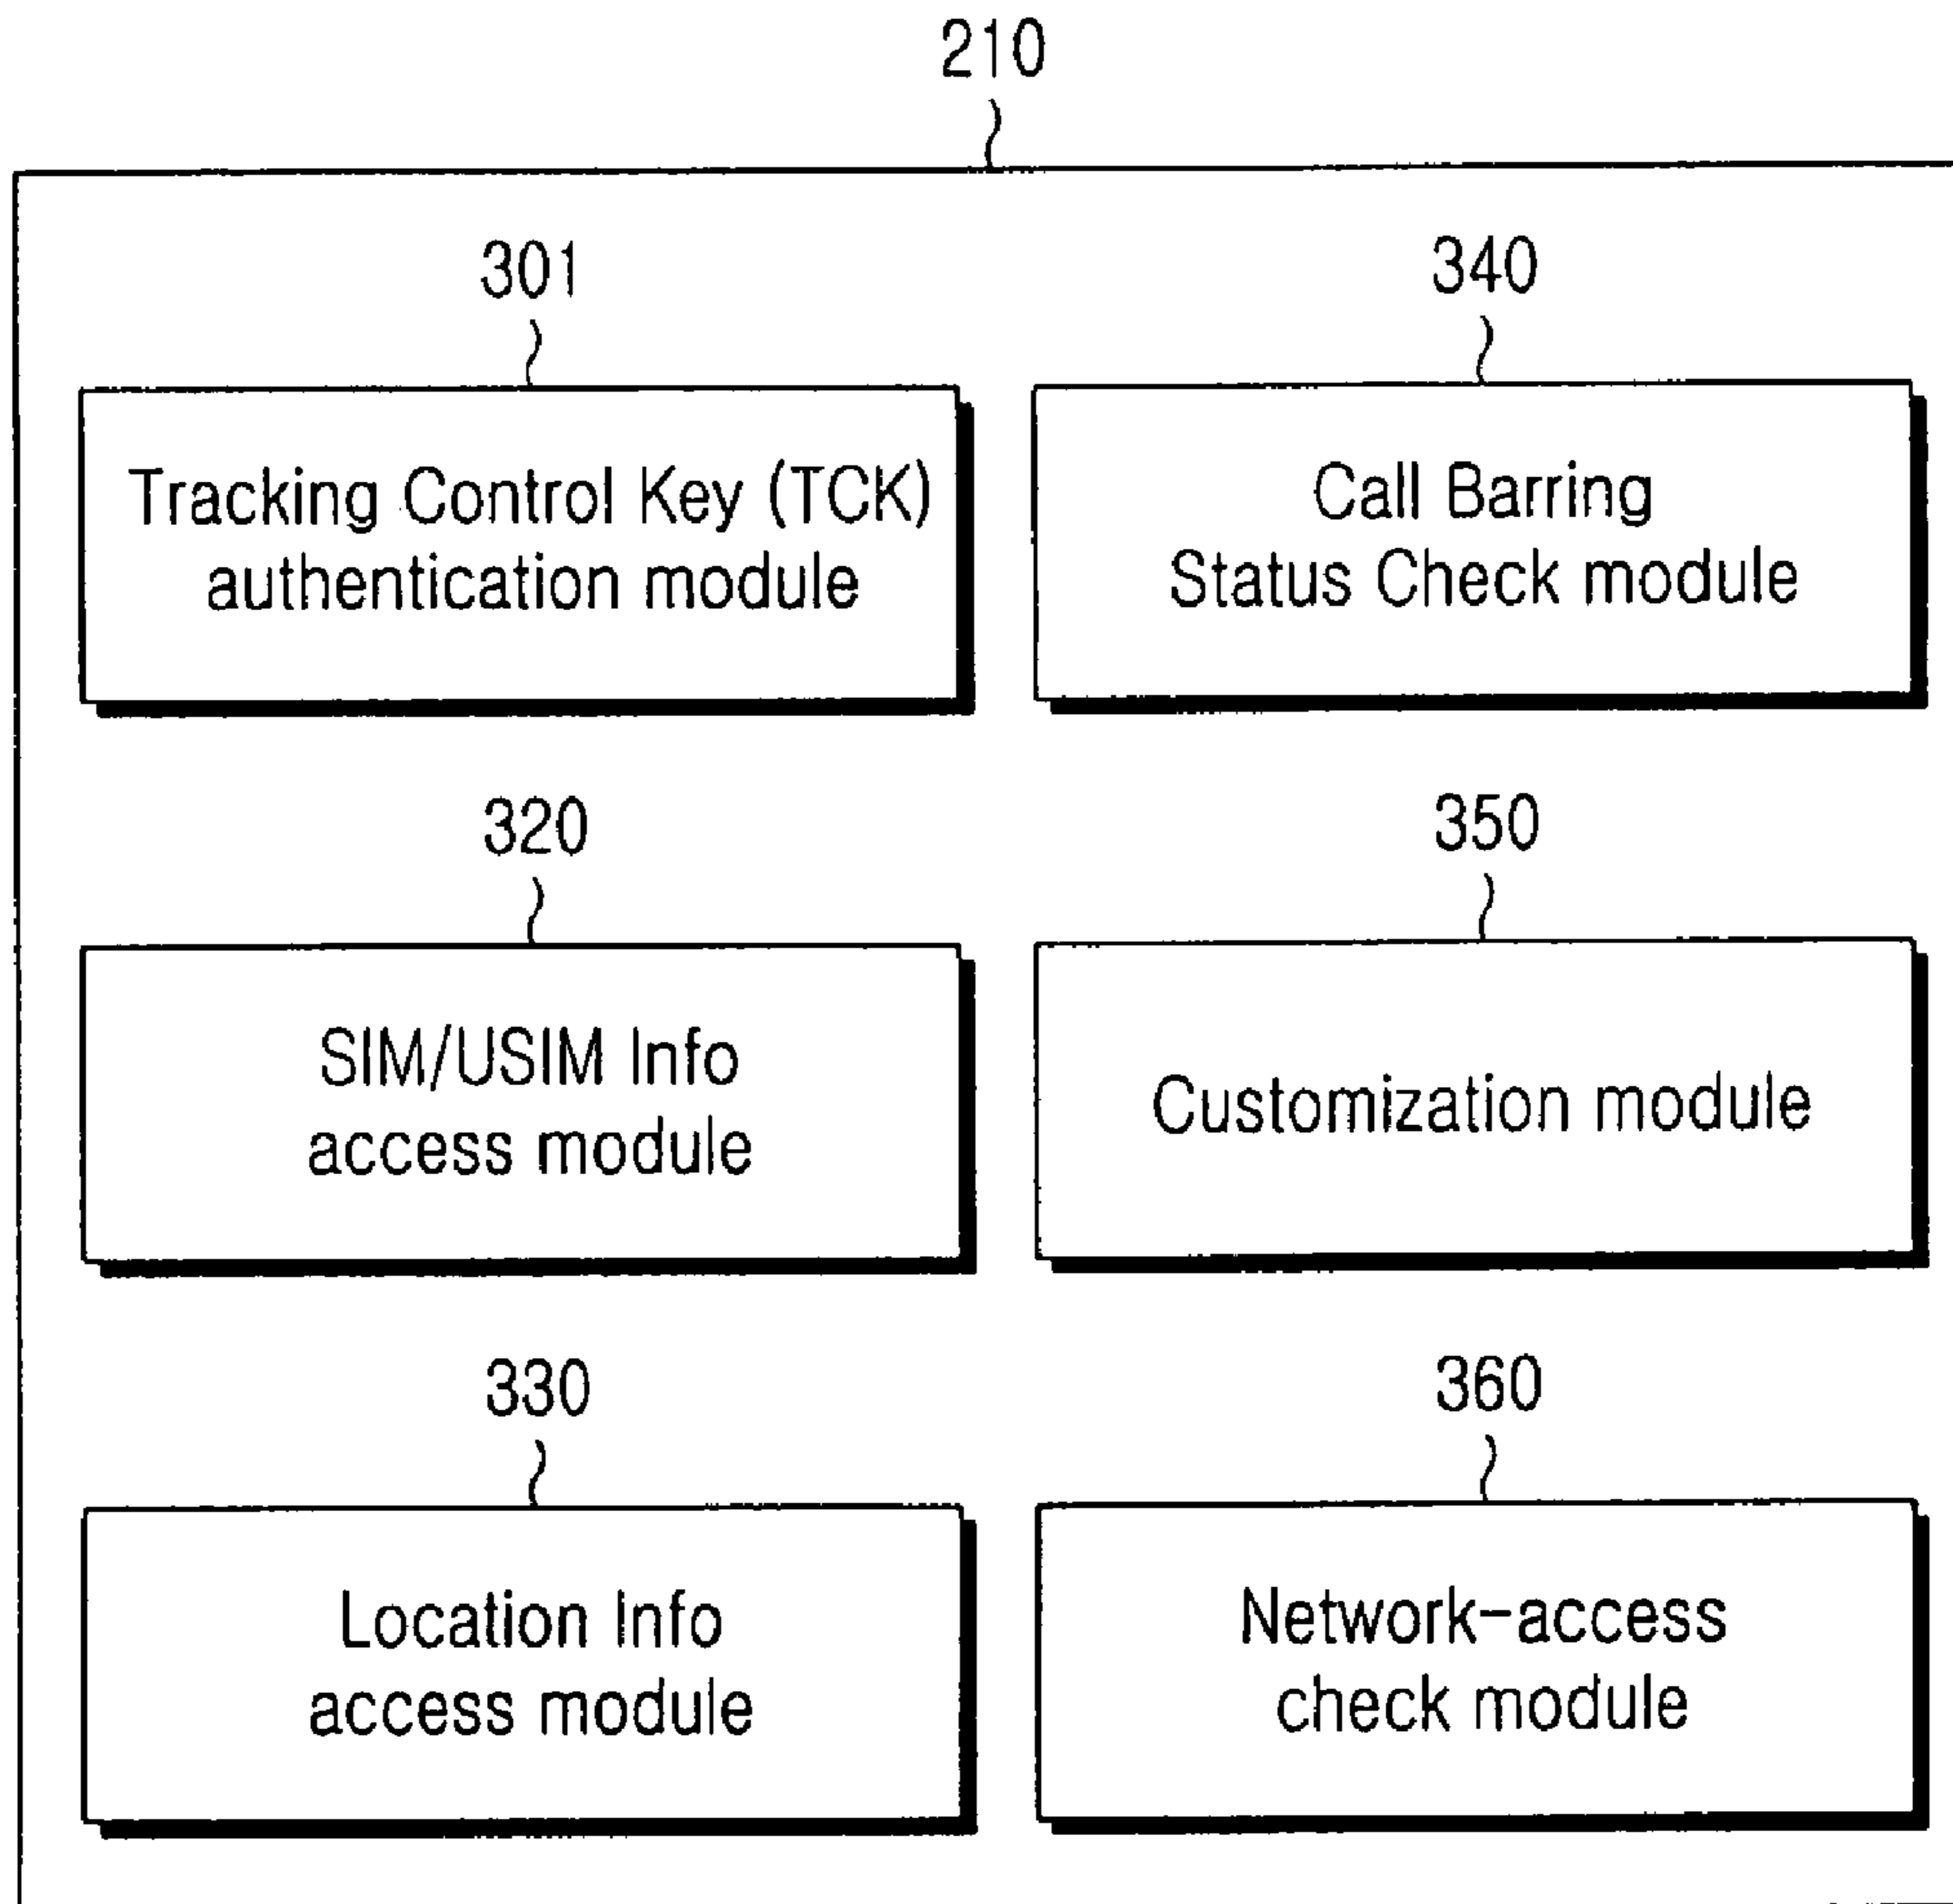 210
301
Tracking Control Key (TCK)
authentication module
340
Call Barring
Status Check module
320
SIM/USIM Info
access module
350
Customization module
330
Location Info
access module
360
Network-access
check module